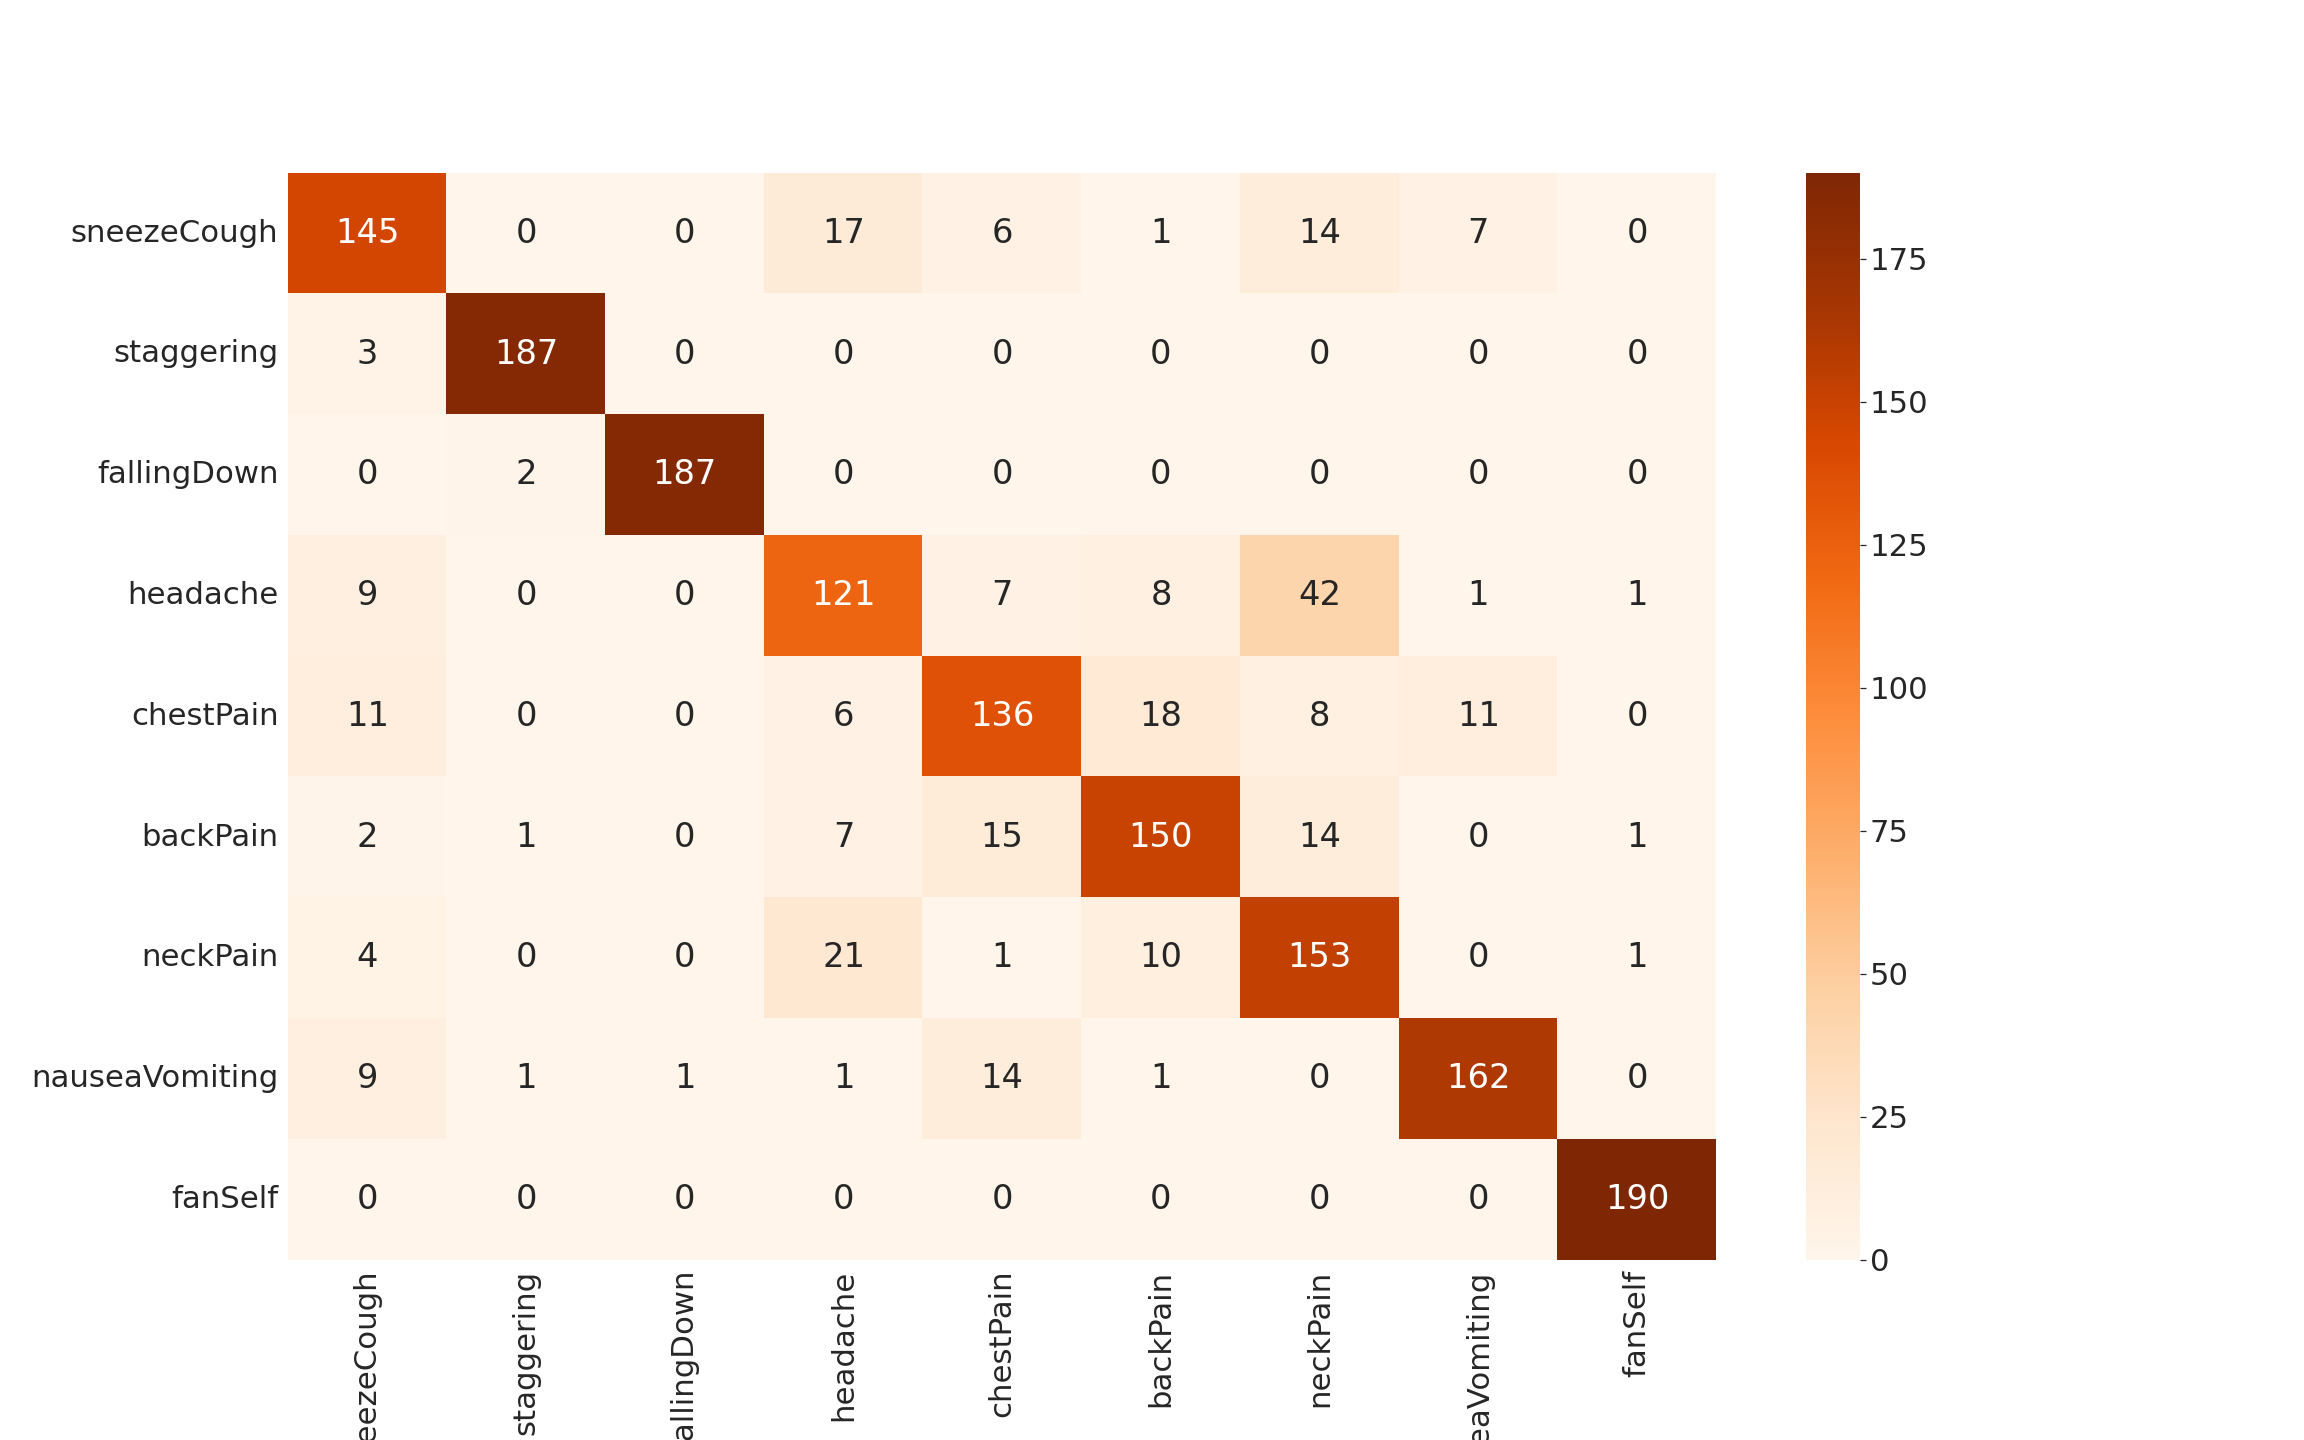 sneezeCough 145 0 0 17 6 1 14 7 0
staggering 3 187 0 0 0 0 0 0 0
fallingDown 0 2 187 0 0 0 0 0 0
headache 9 0 0 121 7 8 42 1 1
chestPain 11 0 0 6 136 18 8 11 0
backPain 2 1 0 7 15 150 14 0 1
neckPain 4 0 0 21 1 10 153 0 1
nauseaVomiting 9 1 1 1 14 1 0 162 0
fanSelf 0 0 0 0 0 0 0 0 190
eezeCough
staggering
allingDown
headache
chestPain
backPain
neckPain
eaVomiting
fanSelf
175
150
125
100
75
50
25
0